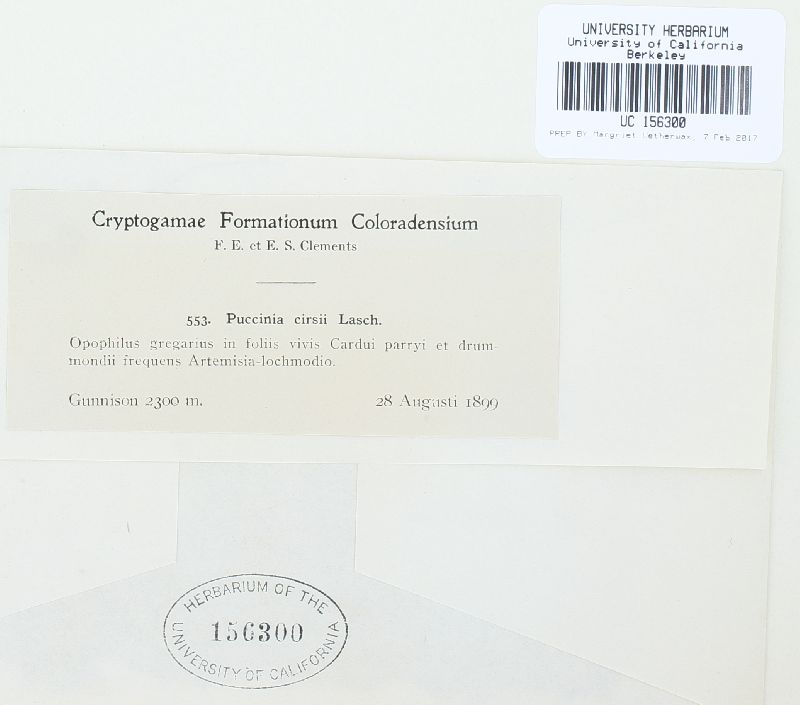 UNIVERSITY HERBARIUM
University of California
Berkeley
UC 156300
PREP BY Margriet Wetherwax, 7 Feb 2017
Cryptogamae Formationum Coloradensium
F. E. et E. S. Clements
553. Puccinia cirsii Lasch.
Opophilus gregarius in foliis vivis Cardui parryi et drum-
mondii frequens Artemisia-lochmodio.
Gunnison 2300 m. 28 Augusti 1899
HERBARIUM OF THE
156300
UNIVERSITY OF CALIFORNIA